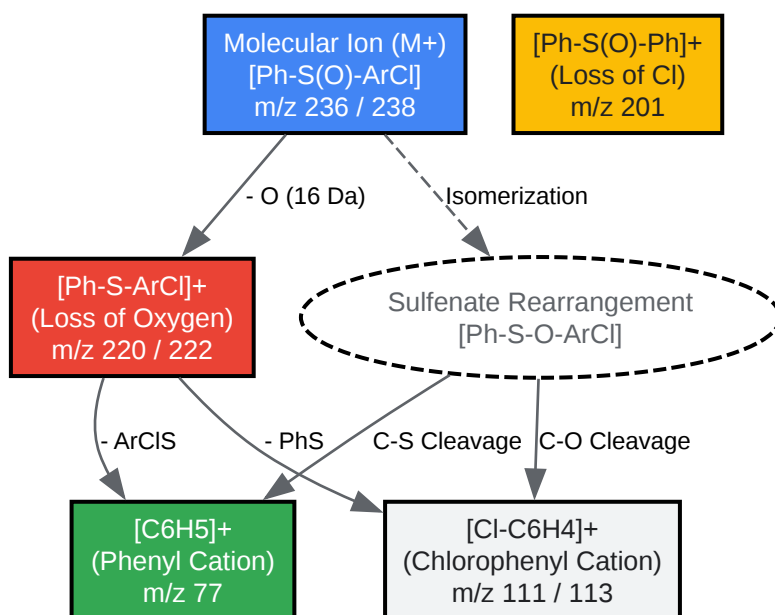 Molecular Ion (M+)
[Ph-S(O)-ArCl]
m/z 236 / 238
[Ph-S(O)-Ph]+
(Loss of Cl)
m/z 201
- O (16 Da)
Isomerization
[Ph-S-ArCl]+
(Loss of Oxygen)
m/z 220 / 222
Sulfenate Rearrangement
[Ph-S-O-ArCl]
- ArClS
- PhS
C-S Cleavage
C-O Cleavage
[C6H5]+
(Phenyl Cation)
m/z 77
[Cl-C6H4]+
(Chlorophenyl Cation)
m/z 111 / 113